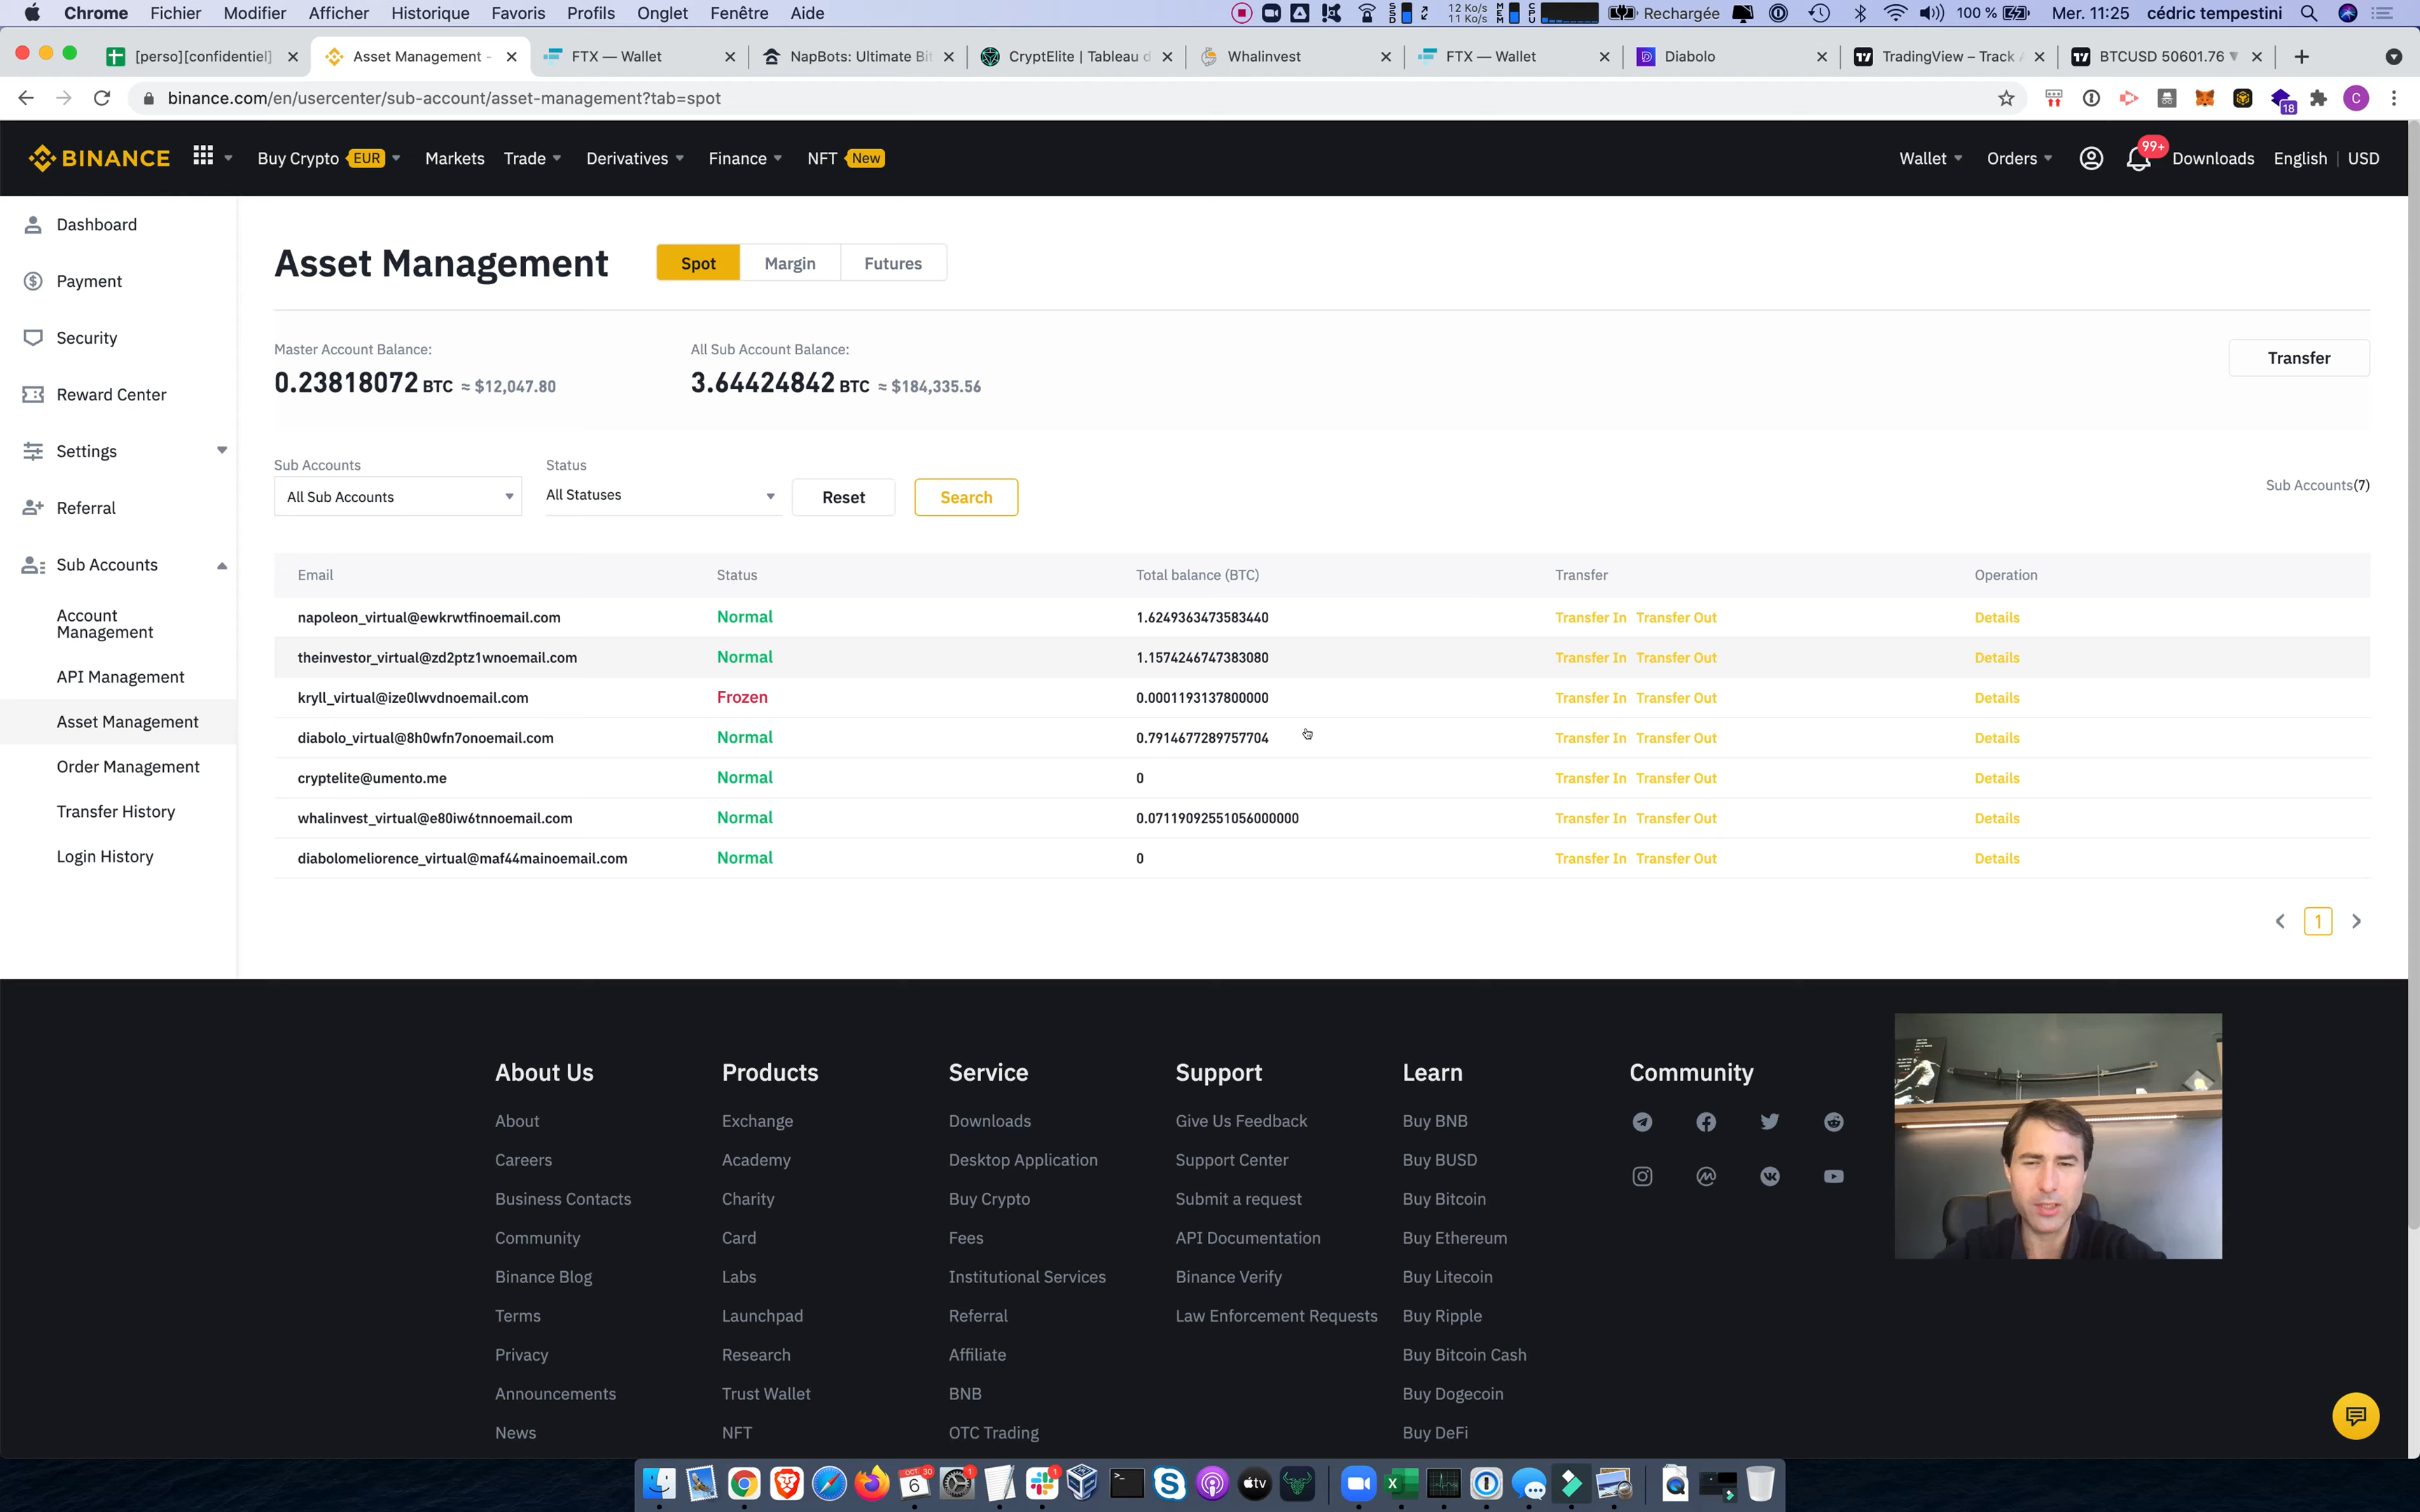 Chrome Fichier Modifier Afficher Historique Favoris Profils Onglet Fenêtre Aide 12 Ko/s 11 Ko/s Rechargée 100 % Mer. 11:25 cédric tempestini
[perso][confidentiel] Asset Management - FTX — Wallet NapBots: Ultimate Bit CryptElite | Tableau d Whalinvest FTX — Wallet Diabolo TradingView – Track A BTCUSD 50601.76 ▼
binance.com/en/usercenter/sub-account/asset-management?tab=spot C 18
BINANCE Buy Crypto EUR Markets Trade Derivatives Finance NFT New Wallet Orders 99+ Downloads English USD
Dashboard
Payment
Security
Reward Center
Settings
Referral
Sub Accounts
Account Management
API Management
Asset Management
Order Management
Transfer History
Login History
Asset Management Spot Margin Futures
Master Account Balance: All Sub Account Balance:
0.23818072 BTC ≈ $12,047.80 3.64424842 BTC ≈ $184,335.56 Transfer
Sub Accounts Status
All Sub Accounts All Statuses Reset Search Sub Accounts(7)
Email Status Total balance (BTC) Transfer Operation
napoleon_virtual@ewkrwtfinoemail.com Normal 1.6249363473583440 Transfer In Transfer Out Details
theinvestor_virtual@zd2ptz1wnoemail.com Normal 1.1574246747383080 Transfer In Transfer Out Details
kryll_virtual@ize0lwvdnoemail.com Frozen 0.0001193137800000 Transfer In Transfer Out Details
diabolo_virtual@8h0wfn7onoemail.com Normal 0.7914677289757704 Transfer In Transfer Out Details
cryptelite@umento.me Normal 0 Transfer In Transfer Out Details
whalinvest_virtual@e80iw6tnnoemail.com Normal 0.07119092551056000000 Transfer In Transfer Out Details
diabolomeliorence_virtual@maf44mainoemail.com Normal 0 Transfer In Transfer Out Details
1
About Us Products Service Support Learn Community
About Exchange Downloads Give Us Feedback Buy BNB
Careers Academy Desktop Application Support Center Buy BUSD
Business Contacts Charity Buy Crypto Submit a request Buy Bitcoin
Community Card Fees API Documentation Buy Ethereum
Binance Blog Labs Institutional Services Binance Verify Buy Litecoin
Terms Launchpad Referral Law Enforcement Requests Buy Ripple
Privacy Research Affiliate Buy Bitcoin Cash
Announcements Trust Wallet BNB Buy Dogecoin
News NFT OTC Trading Buy DeFi
OCT. 30 6 1 1 tv